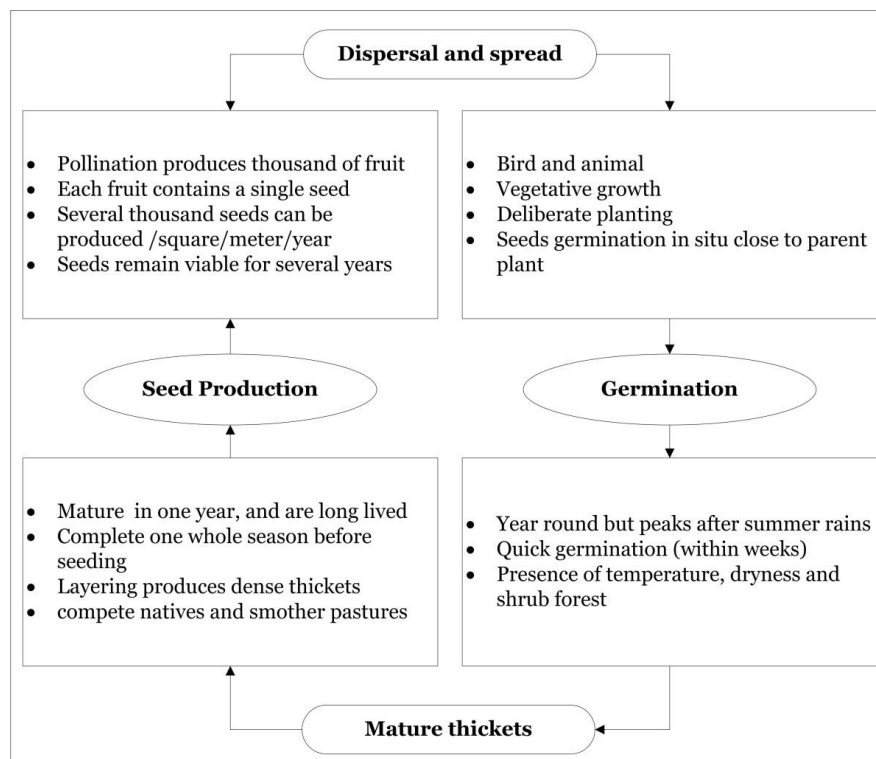 Dispersal and spread
• Pollination produces thousand of fruit
• Each fruit contains a single seed
• Several thousand seeds can be
produced /square/meter/year
• Seeds remain viable for several years
• Bird and animal
• Vegetative growth
• Deliberate planting
• Seeds germination in situ close to parent
plant
Seed Production
Germination
• Mature in one year, and are long lived
• Complete one whole season before
seeding
• Layering produces dense thickets
• compete natives and smother pastures
• Year round but peaks after summer rains
• Quick germination (within weeks)
• Presence of temperature, dryness and
shrub forest
Mature thickets